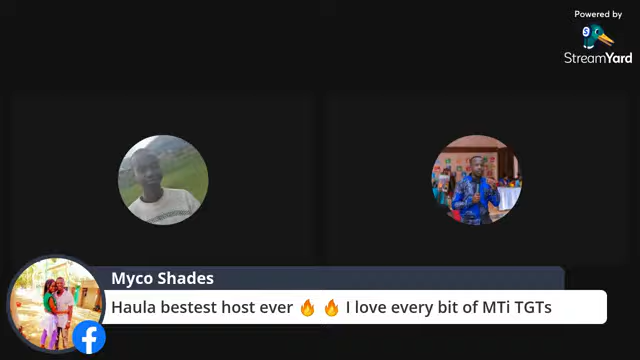 Powered by
StreamYard
Myco Shades
Haula bestest host ever 🔥 🔥 I love every bit of MTi TGTs